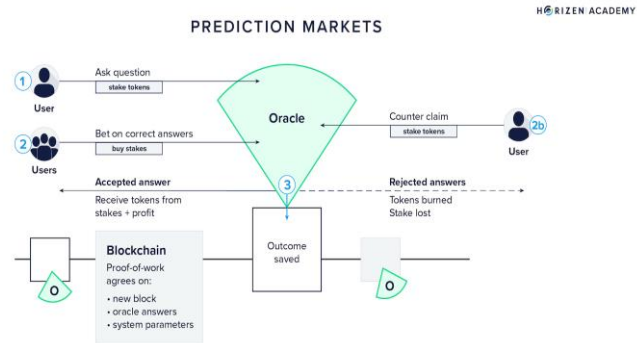 HORIZEN ACADEMY
PREDICTION MARKETS
1
User
Ask question
stake tokens
2
Users
Bet on correct answers
buy stakes
Oracle
Counter claim
stake tokens
2b
User
Accepted answer
Receive tokens from
stakes + profit
3
Rejected answers
Tokens burned
Stake lost
O
Blockchain
Proof-of-work
agrees on:
• new block
• oracle answers
• system parameters
Outcome
saved
O